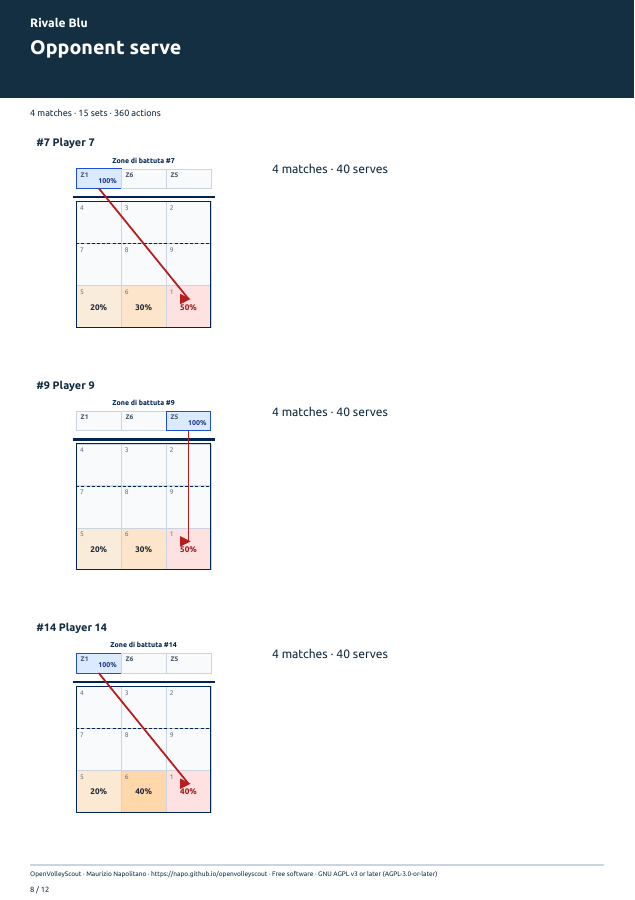 Rivale Blu
Opponent serve
4 matches · 15 sets · 360 actions
#7 Player 7
Zone di battuta #7
Z1 100% Z6 Z5
4 3 2
7 8 9
5 6 1
20% 30% 50%
4 matches · 40 serves
#9 Player 9
Zone di battuta #9
Z1 Z6 Z5 100%
4 3 2
7 8 9
5 6 1
20% 30% 50%
4 matches · 40 serves
#14 Player 14
Zone di battuta #14
Z1 100% Z6 Z5
4 3 2
7 8 9
5 6 1
20% 40% 40%
4 matches · 40 serves
OpenVolleyScout · Maurizio Napolitano · https://napo.github.io/openvolleyscout · Free software · GNU AGPL v3 or later (AGPL-3.0-or-later)
8 / 12